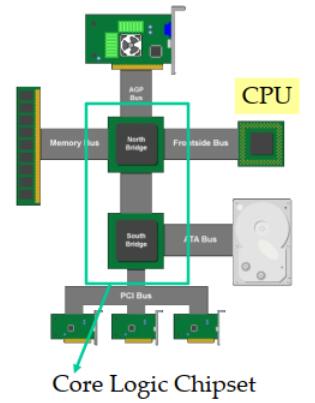 AGP
Bus
CPU
Memory Bus
North
Bridge
Frontside Bus
South
Bridge
ATA Bus
PCI Bus
Core Logic Chipset